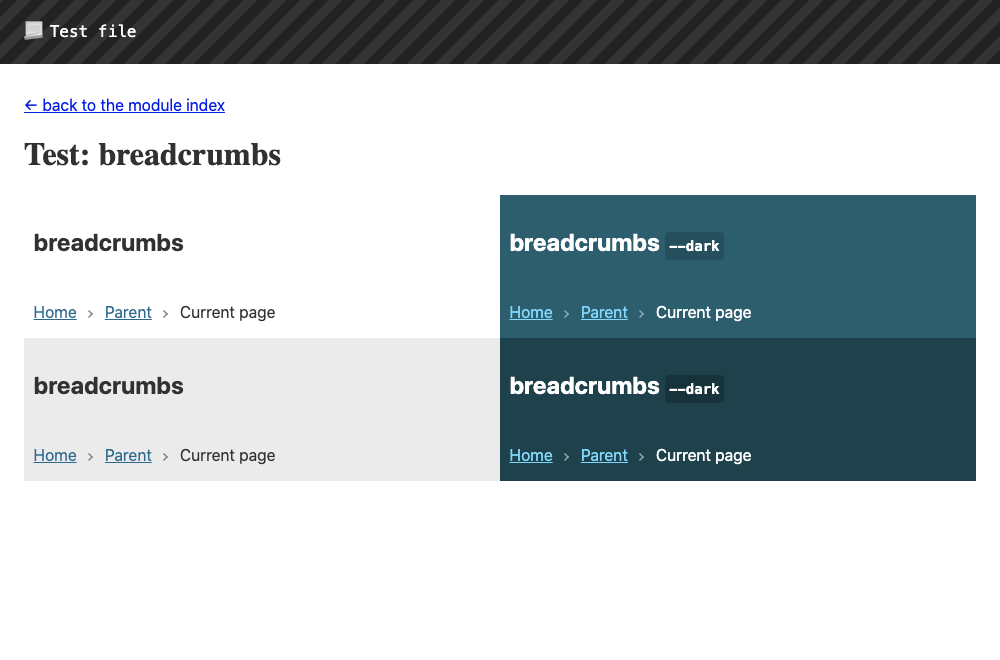 Test file
← back to the module index
Test: breadcrumbs
breadcrumbs
Home › Parent › Current page
breadcrumbs --dark
Home › Parent › Current page
breadcrumbs
Home › Parent › Current page
breadcrumbs --dark
Home › Parent › Current page